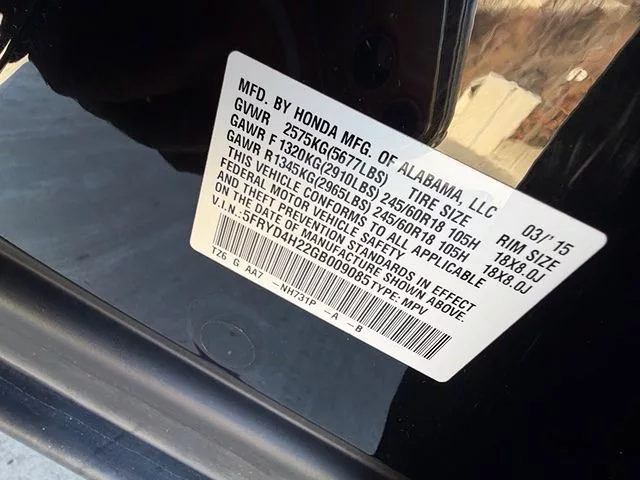 MFD. BY HONDA MFG. OF ALABAMA, LLC 03/'15
GVWR 2575KG(5677LBS) TIRE SIZE RIM SIZE
GAWR F 1320KG(2910LBS) 245/60R18 105H 18X8.0J
GAWR R1345KG(2965LBS) 245/60R18 105H 18X8.0J
THIS VEHICLE CONFORMS TO ALL APPLICABLE
FEDERAL MOTOR VEHICLE SAFETY
AND THEFT PREVENTION STANDARDS IN EFFECT
ON THE DATE OF MANUFACTURE SHOWN ABOVE.
V.I.N.:5FRYD4H22GB009085 TYPE: MPV
TZ6 G AA7 -NH731P -A -B